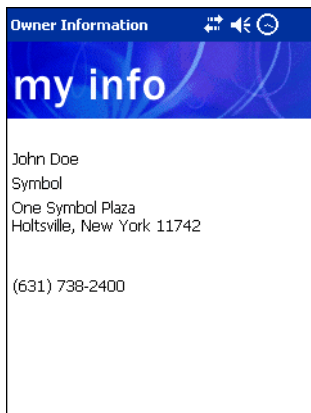 Owner Information
my info
John Doe
Symbol
One Symbol Plaza
Holtsville, New York 11742
(631) 738-2400